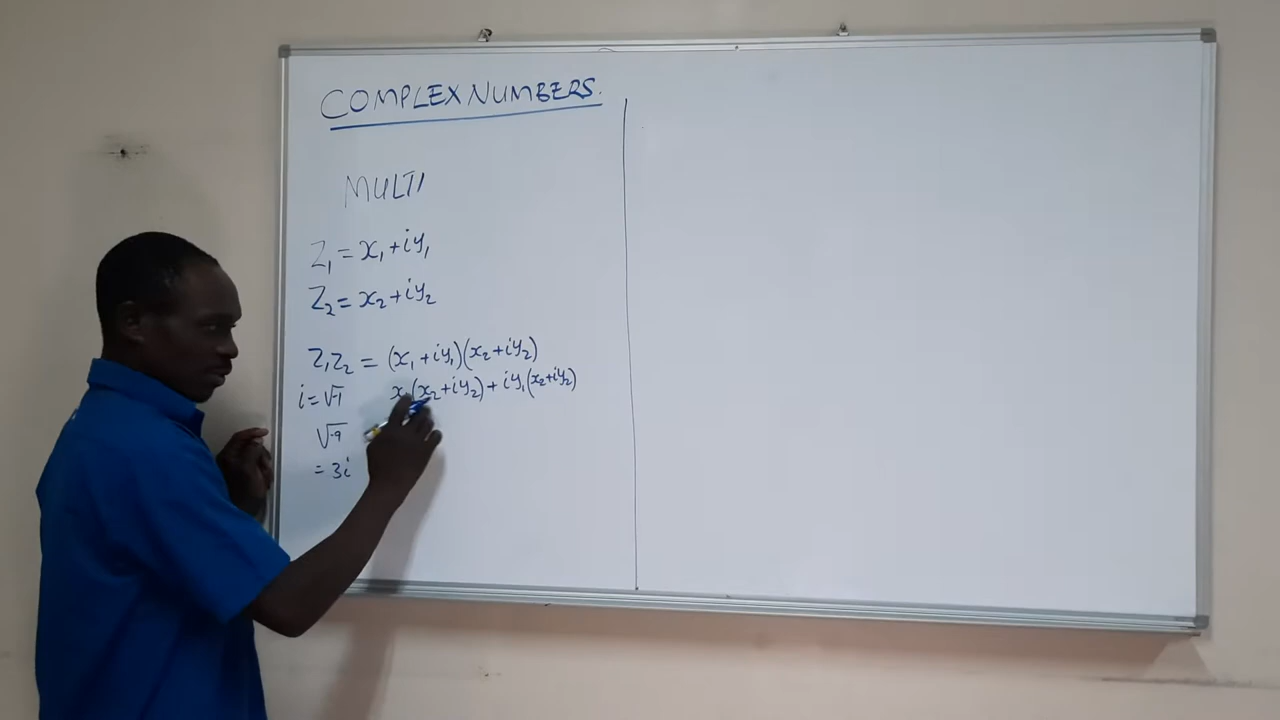 COMPLEX NUMBERS.
MULTI
Z₁ = x₁ + iy₁
Z₂ = x₂ + iy₂
Z₁Z₂ = (x₁ + iy₁)(x₂ + iy₂)
i = √-1
x₁(x₂ + iy₂) + iy₁(x₂ + iy₂)
√-9
= 3i